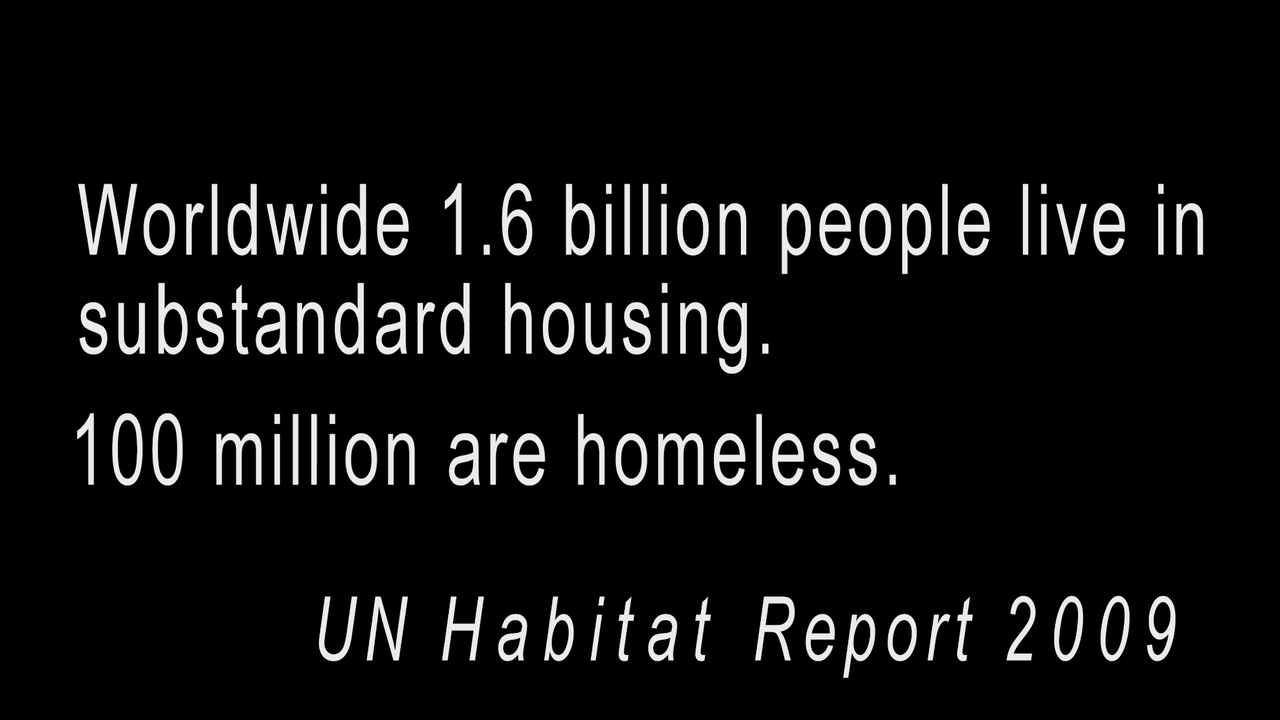 Worldwide 1.6 billion people live in
substandard housing.
100 million are homeless.
UN Habitat Report 2009